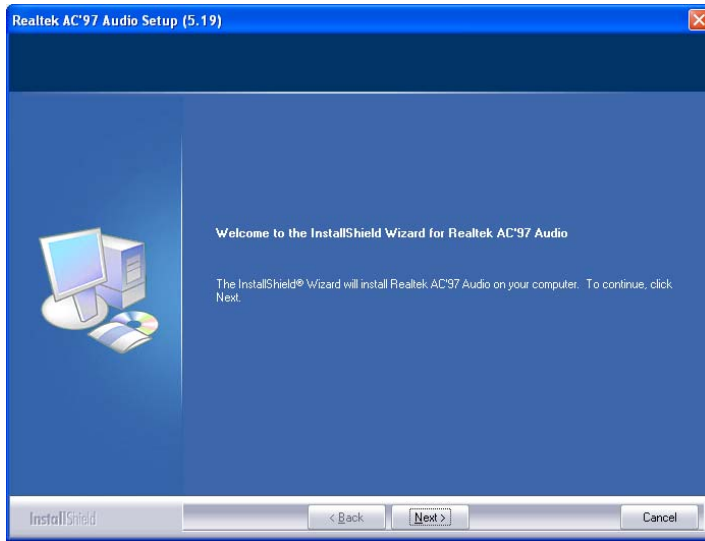 Realtek AC'97 Audio Setup (5.19)
Welcome to the InstallShield Wizard for Realtek AC'97 Audio
The InstallShield® Wizard will install Realtek AC'97 Audio on your computer. To continue, click
Next.
InstallShield
< Back
Next >
Cancel